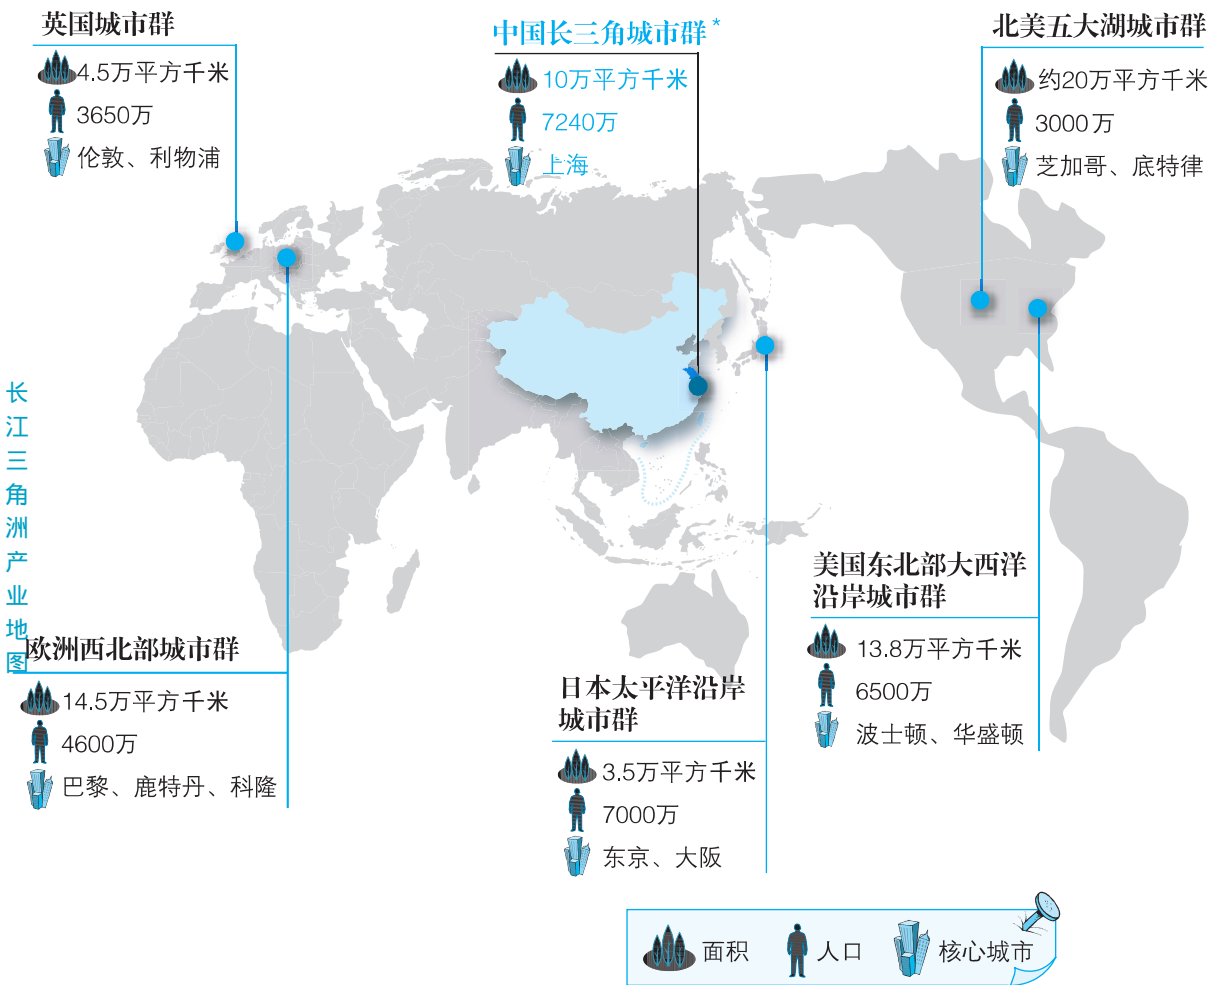 英国城市群
4.5万平方千米
3650万
伦敦、利物浦
中国长三角城市群*
10万平方千米
7240万
上海
北美五大湖城市群
约20万平方千米
3000万
芝加哥、底特律
长江三角洲产业地图
欧洲西北部城市群
14.5万平方千米
4600万
巴黎、鹿特丹、科隆
日本太平洋沿岸
城市群
3.5万平方千米
7000万
东京、大阪
美国东北部大西洋
沿岸城市群
13.8万平方千米
6500万
波士顿、华盛顿
面积
人口
核心城市